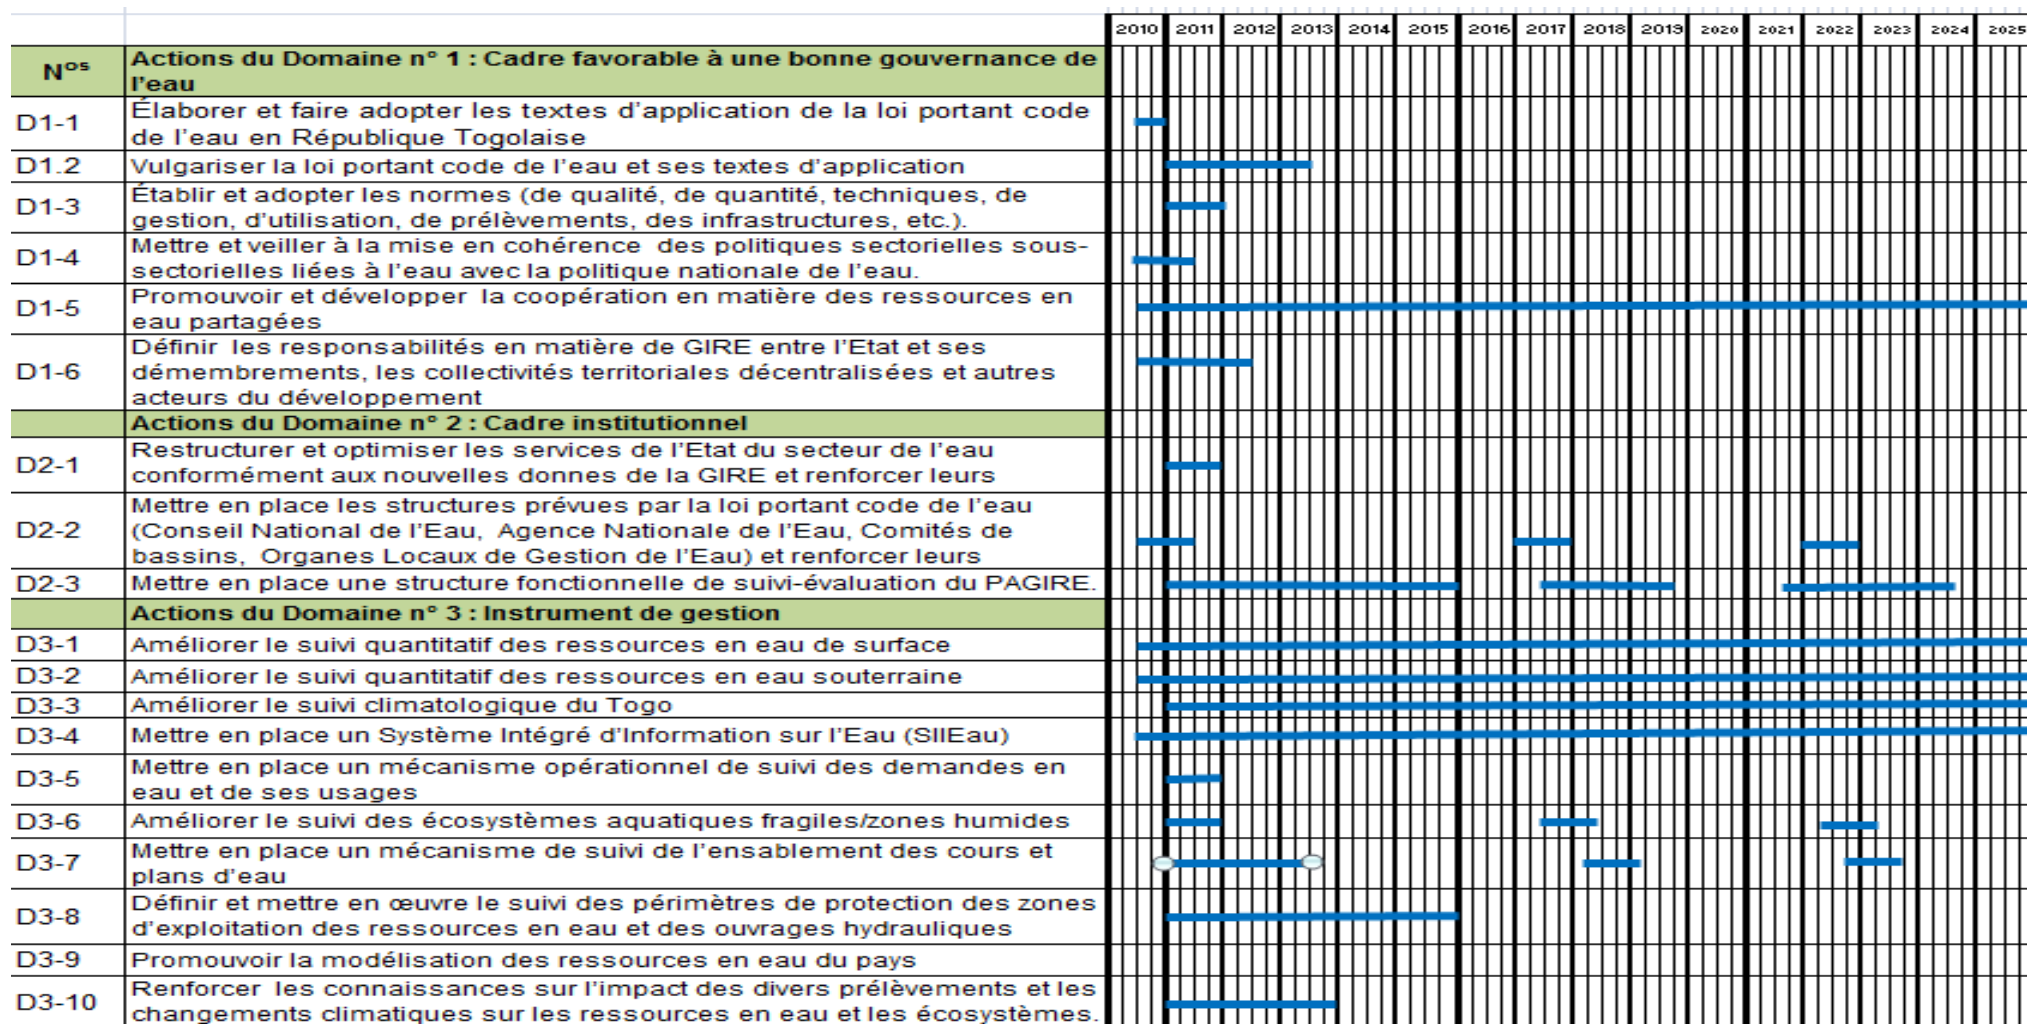 2010 2011 2012 2013 2014 2015 2016 2017 2018 2019 2020 2021 2022 2023 2024 2025
Nos
Actions du Domaine n° 1 : Cadre favorable à une bonne gouvernance de
l'eau
D1-1
Élaborer et faire adopter les textes d'application de la loi portant code
de l'eau en République Togolaise
D1.2
Vulgariser la loi portant code de l'eau et ses textes d'application
D1-3
Établir et adopter les normes (de qualité, de quantité, techniques, de
gestion, d'utilisation, de prélèvements, des infrastructures, etc.).
D1-4
Mettre et veiller à la mise en cohérence des politiques sectorielles sous-
sectorielles liées à l'eau avec la politique nationale de l'eau.
D1-5
Promouvoir et développer la coopération en matière des ressources en
eau partagées
D1-6
Définir les responsabilités en matière de GIRE entre l'Etat et ses
démembrements, les collectivités territoriales décentralisées et autres
acteurs du développement
Actions du Domaine n° 2 : Cadre institutionnel
D2-1
Restructurer et optimiser les services de l'Etat du secteur de l'eau
conformément aux nouvelles donnes de la GIRE et renforcer leurs
D2-2
Mettre en place les structures prévues par la loi portant code de l'eau
(Conseil National de l'Eau, Agence Nationale de l'Eau, Comités de
bassins, Organes Locaux de Gestion de l'Eau) et renforcer leurs
D2-3
Mettre en place une structure fonctionnelle de suivi-évaluation du PAGIRE.
Actions du Domaine n° 3 : Instrument de gestion
D3-1
Améliorer le suivi quantitatif des ressources en eau de surface
D3-2
Améliorer le suivi quantitatif des ressources en eau souterraine
D3-3
Améliorer le suivi climatologique du Togo
D3-4
Mettre en place un Système Intégré d'Information sur l'Eau (SIIEau)
D3-5
Mettre en place un mécanisme opérationnel de suivi des demandes en
eau et de ses usages
D3-6
Améliorer le suivi des écosystèmes aquatiques fragiles/zones humides
D3-7
Mettre en place un mécanisme de suivi de l'ensablement des cours et
plans d'eau
D3-8
Définir et mettre en œuvre le suivi des périmètres de protection des zones
d'exploitation des ressources en eau et des ouvrages hydrauliques
D3-9
Promouvoir la modélisation des ressources en eau du pays
D3-10
Renforcer les connaissances sur l'impact des divers prélèvements et les
changements climatiques sur les ressources en eau et les écosystèmes.